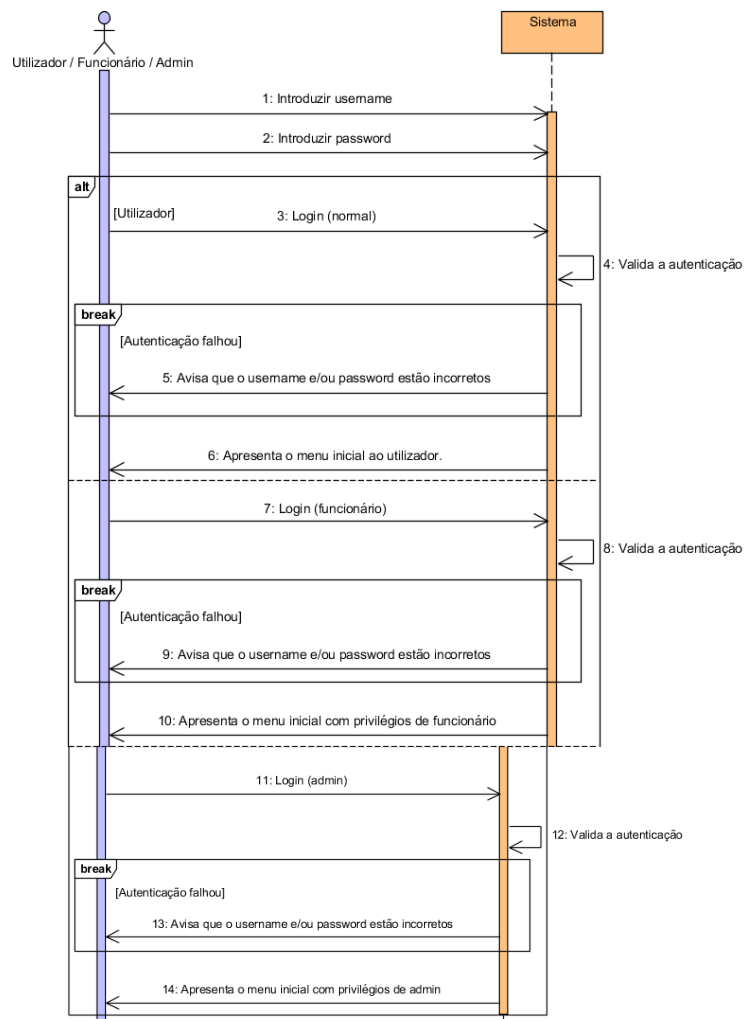 Sistema
Utilizador / Funcionário / Admin
1: Introduzir username
2: Introduzir password
alt
[Utilizador]
3: Login (normal)
4: Valida a autenticação
break
[Autenticação falhou]
5: Avisa que o username e/ou password estão incorretos
6: Apresenta o menu inicial ao utilizador.
7: Login (funcionário)
8: Valida a autenticação
break
[Autenticação falhou]
9: Avisa que o username e/ou password estão incorretos
10: Apresenta o menu inicial com privilégios de funcionário
11: Login (admin)
12: Valida a autenticação
break
[Autenticação falhou]
13: Avisa que o username e/ou password estão incorretos
14: Apresenta o menu inicial com privilégios de admin